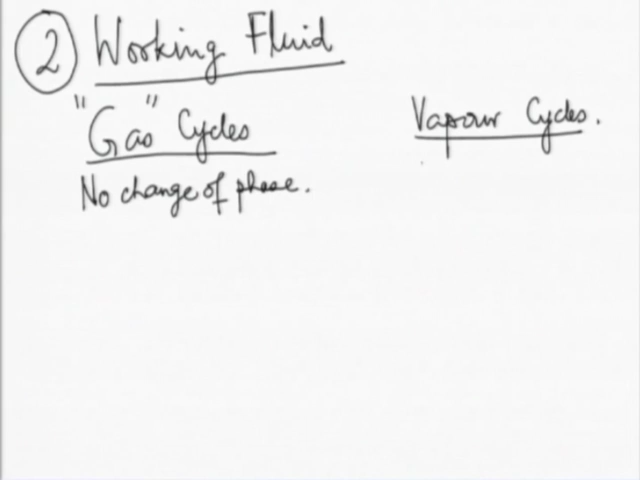 2 Working Fluid
"Gas" Cycles
Vapour Cycles.
No change of phase.